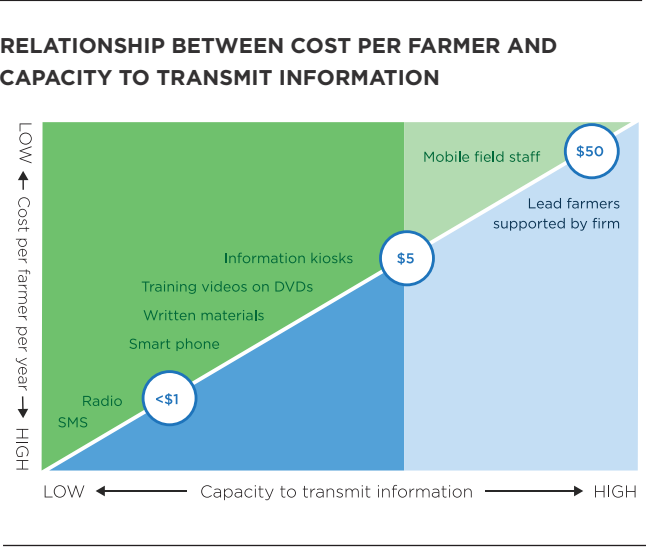 RELATIONSHIP BETWEEN COST PER FARMER AND
CAPACITY TO TRANSMIT INFORMATION
LOW
Cost per farmer per year
HIGH
Mobile field staff
$50
Lead farmers
supported by firm
Information kiosks
$5
Training videos on DVDs
Written materials
Smart phone
Radio
<$1
SMS
LOW
Capacity to transmit information
HIGH